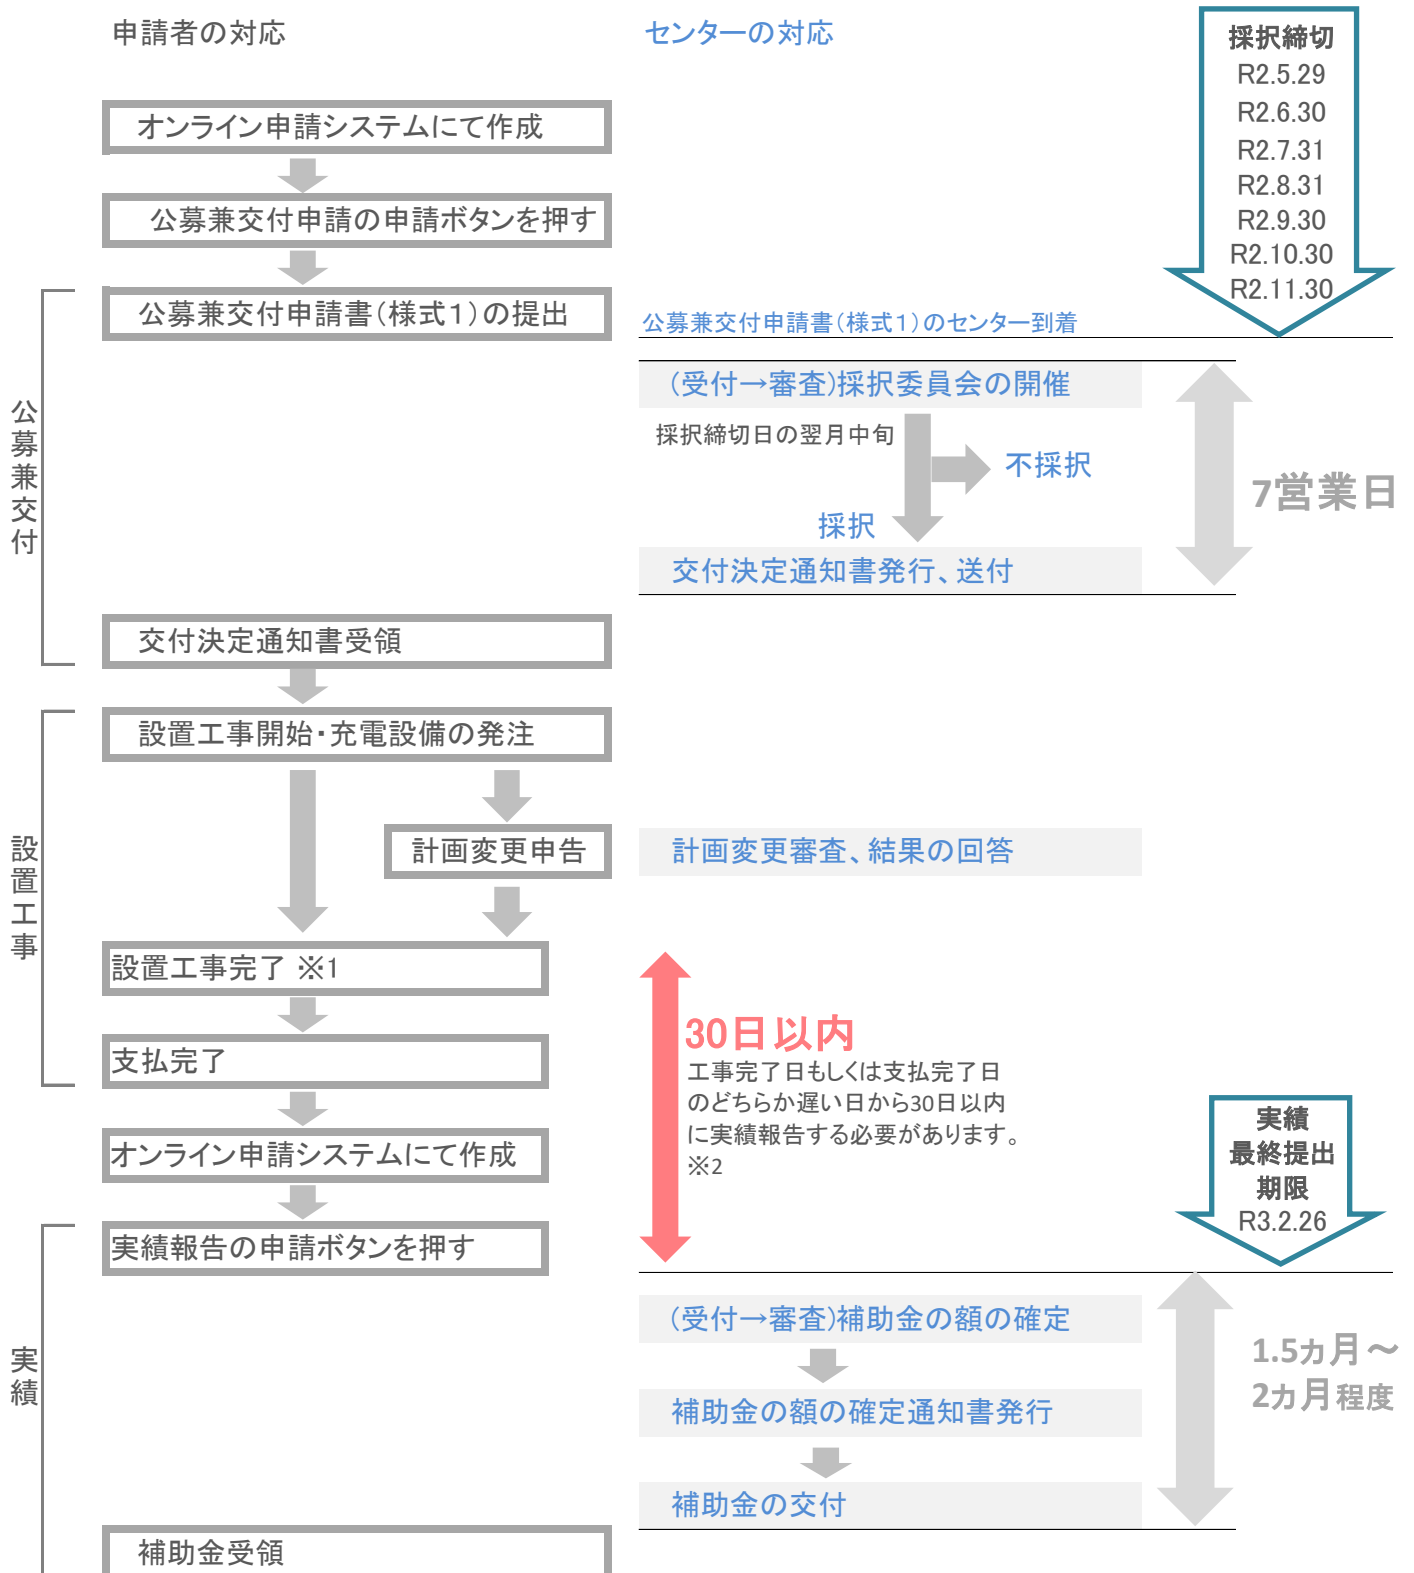 申請者の対応
センターの対応
採択締切
R2.5.29
R2.6.30
R2.7.31
R2.8.31
R2.9.30
R2.10.30
R2.11.30
オンライン申請システムにて作成
公募兼交付申請の申請ボタンを押す
公募兼交付申請書(様式1)の提出
公募兼交付申請書(様式1)のセンター到着
公募兼交付
(受付→審査)採択委員会の開催
採択締切日の翌月中旬
不採択
採択
7営業日
交付決定通知書発行、送付
交付決定通知書受領
設置工事
設置工事開始・充電設備の発注
計画変更申告
計画変更審査、結果の回答
設置工事完了 ※1
支払完了
30日以内
工事完了日もしくは支払完了日
のどちらか遅い日から30日以内
に実績報告する必要があります。
※2
オンライン申請システムにて作成
実績
最終提出
期限
R3.2.26
実績
実績報告の申請ボタンを押す
(受付→審査)補助金の額の確定
1.5カ月～
2カ月程度
補助金の額の確定通知書発行
補助金の交付
補助金受領